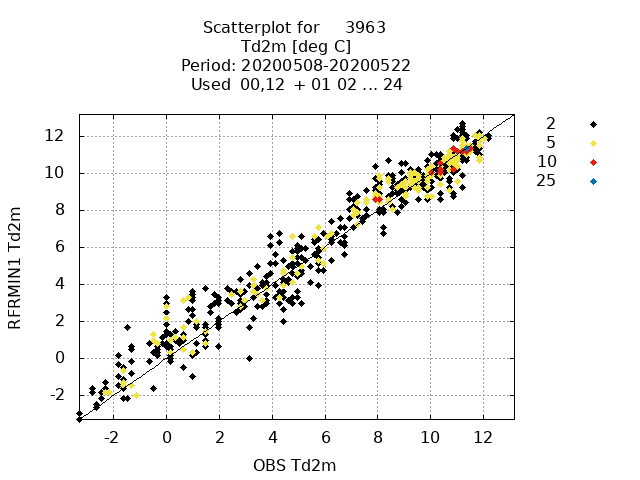 Scatterplot for 3963
Td2m [deg C]
Period: 20200508-20200522
Used 00,12 + 01 02 ... 24
RFRMIN1 Td2m
12
10
8
6
4
2
0
-2
-2 0 2 4 6 8 10 12
OBS Td2m
2
5
10
25